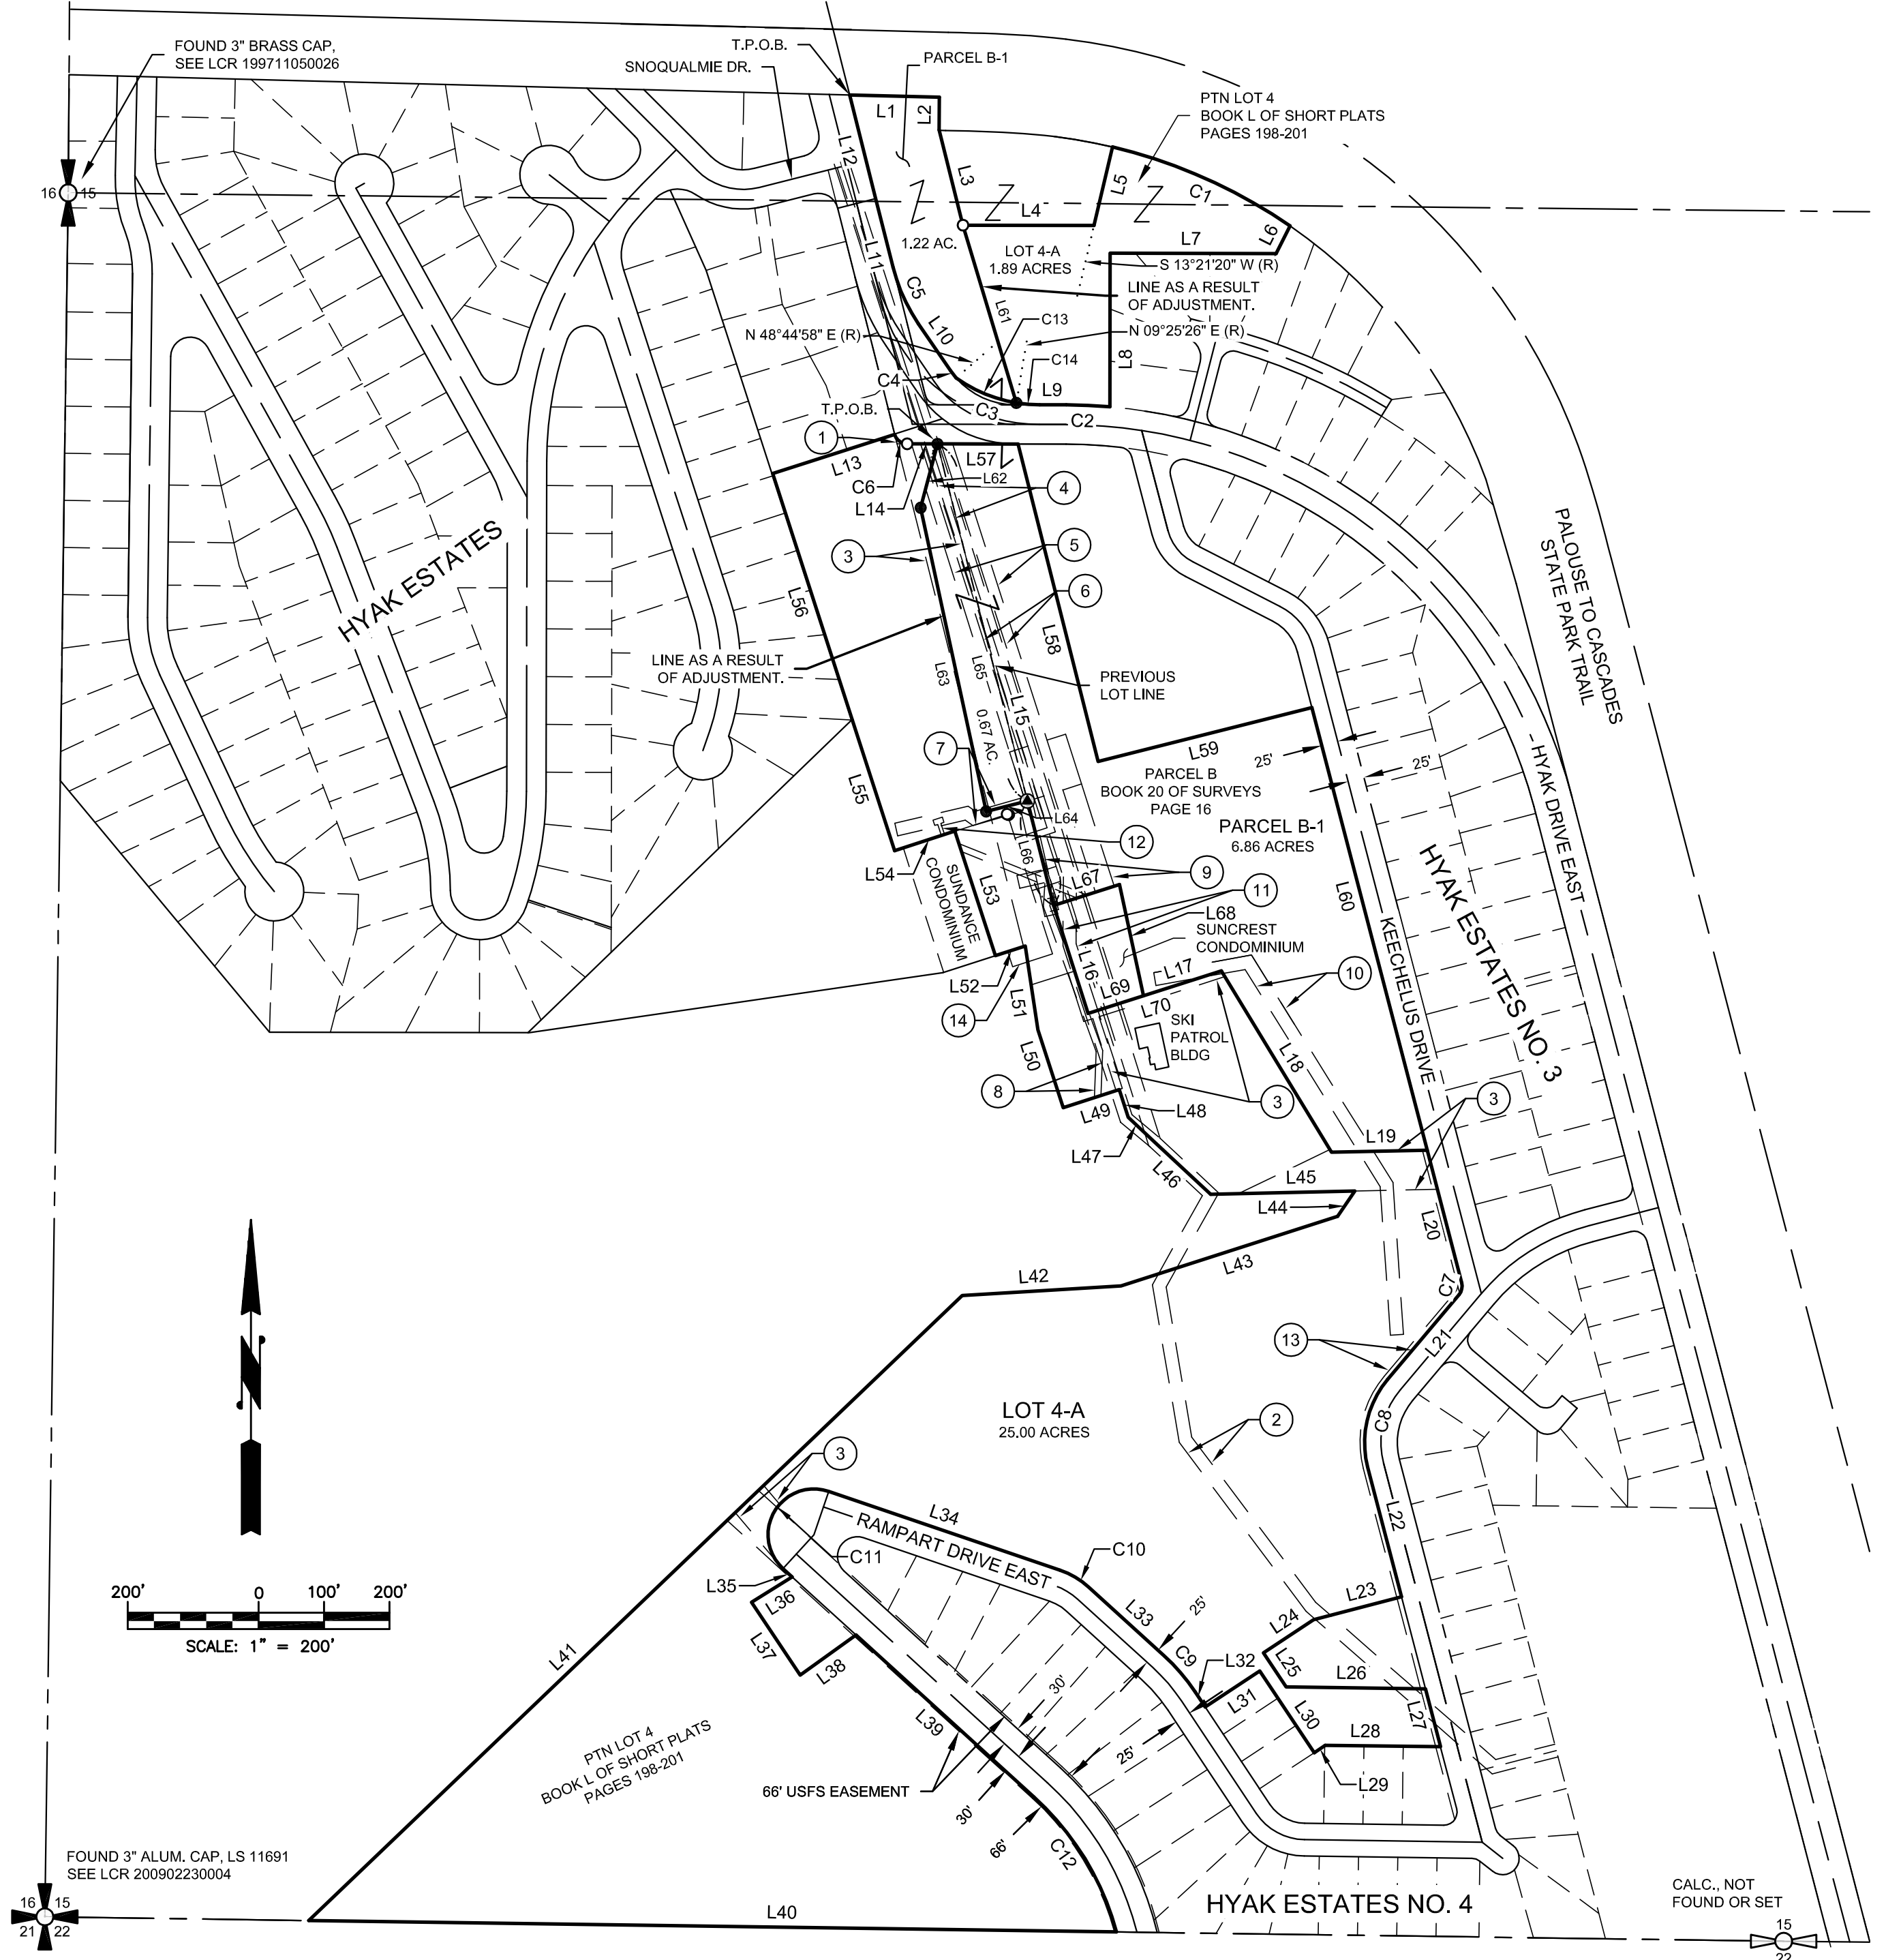 FOUND 3" BRASS CAP,
SEE LCR 199711050026
T.P.O.B.
SNOQUALMIE DR.
PARCEL B-1
PTN LOT 4
BOOK L OF SHORT PLATS
PAGES 198-201
L1
L2
L12
L3
L5
C1
16
15
L4
L6
L7
1.22 AC.
LOT 4-A
1.89 ACRES
S 13°21'20" W (R)
L11
C5
LINE AS A RESULT
OF ADJUSTMENT.
L61
L10
C13
N 48°44'58" E (R)
N 09°25'26" E (R)
C14
L8
C4
L9
T.P.O.B.
C3
C2
1
L13
L57
C6
L62
L14
4
3
5
6
HYAK ESTATES
L56
L58
PALOUSE TO CASCADES
STATE PARK TRAIL
LINE AS A RESULT
OF ADJUSTMENT.
L63
L65
PREVIOUS
LOT LINE
L15
0.67 AC.
7
L59
25'
25'
PARCEL B
BOOK 20 OF SURVEYS
PAGE 16
PARCEL B-1
6.86 ACRES
L55
L64
12
HYAK DRIVE EAST
L54
L66
L67
9
11
SUNDANCE
CONDOMINIUM
L53
L68
SUNCREST
CONDOMINIUM
L60
HYAK ESTATES NO. 3
KEECHELUS DRIVE
L16
L17
10
L52
L69
L51
14
L70
SKI
PATROL
BLDG
L50
L18
8
3
3
L49
L48
L19
L47
L46
L45
L44
L20
L43
L42
C7
13
L21
LOT 4-A
25.00 ACRES
2
C8
3
L34
L22
RAMPART DRIVE EAST
C10
C11
L35
L36
L23
200'
0
100'
200'
SCALE: 1" = 200'
L33
25'
L24
L37
L38
C9
L32
L25
L26
L41
30'
L31
L30
L27
L39
L28
PTN LOT 4
BOOK L OF SHORT PLATS
PAGES 198-201
25'
L29
66' USFS EASEMENT
30'
66'
C12
FOUND 3" ALUM. CAP, LS 11691
SEE LCR 200902230004
CALC., NOT
FOUND OR SET
HYAK ESTATES NO. 4
L40
16
15
21
22
15
22